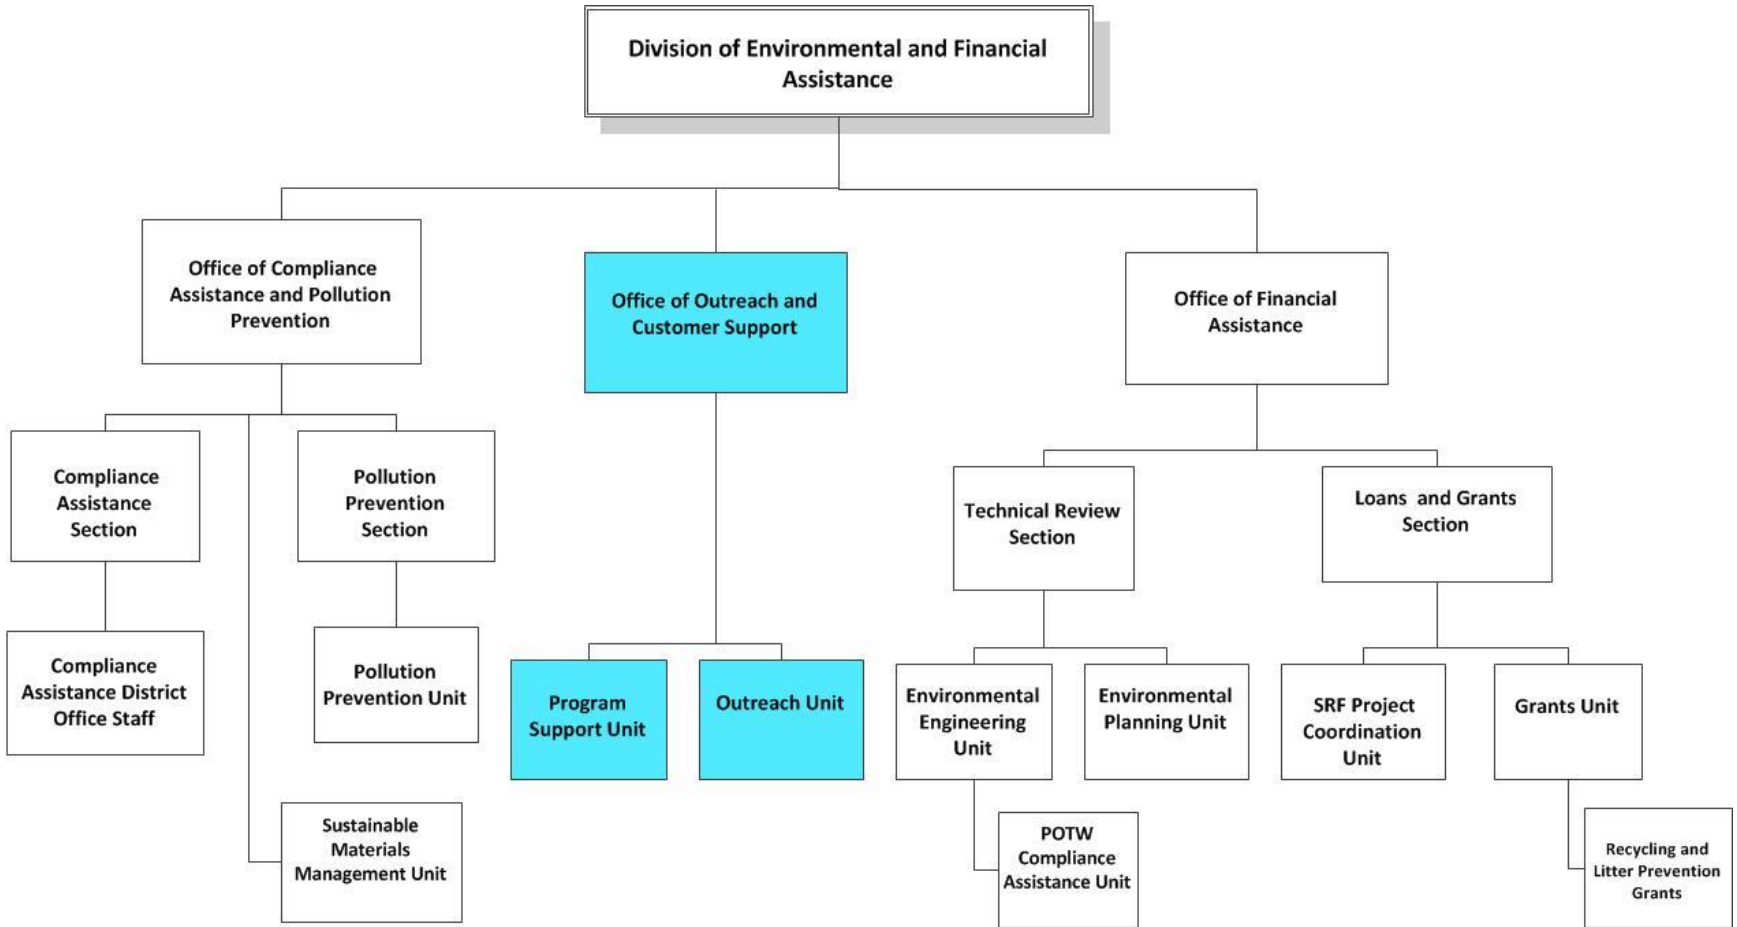 Division of Environmental and Financial
Assistance
Office of Compliance
Assistance and Pollution
Prevention
Office of Outreach and
Customer Support
Office of Financial
Assistance
Compliance
Assistance
Section
Pollution
Prevention
Section
Technical Review
Section
Loans and Grants
Section
Compliance
Assistance District
Office Staff
Pollution
Prevention Unit
Program
Support Unit
Outreach Unit
Environmental
Engineering
Unit
Environmental
Planning Unit
SRF Project
Coordination
Unit
Grants Unit
Sustainable
Materials
Management Unit
POTW
Compliance
Assistance Unit
Recycling and
Litter Prevention
Grants